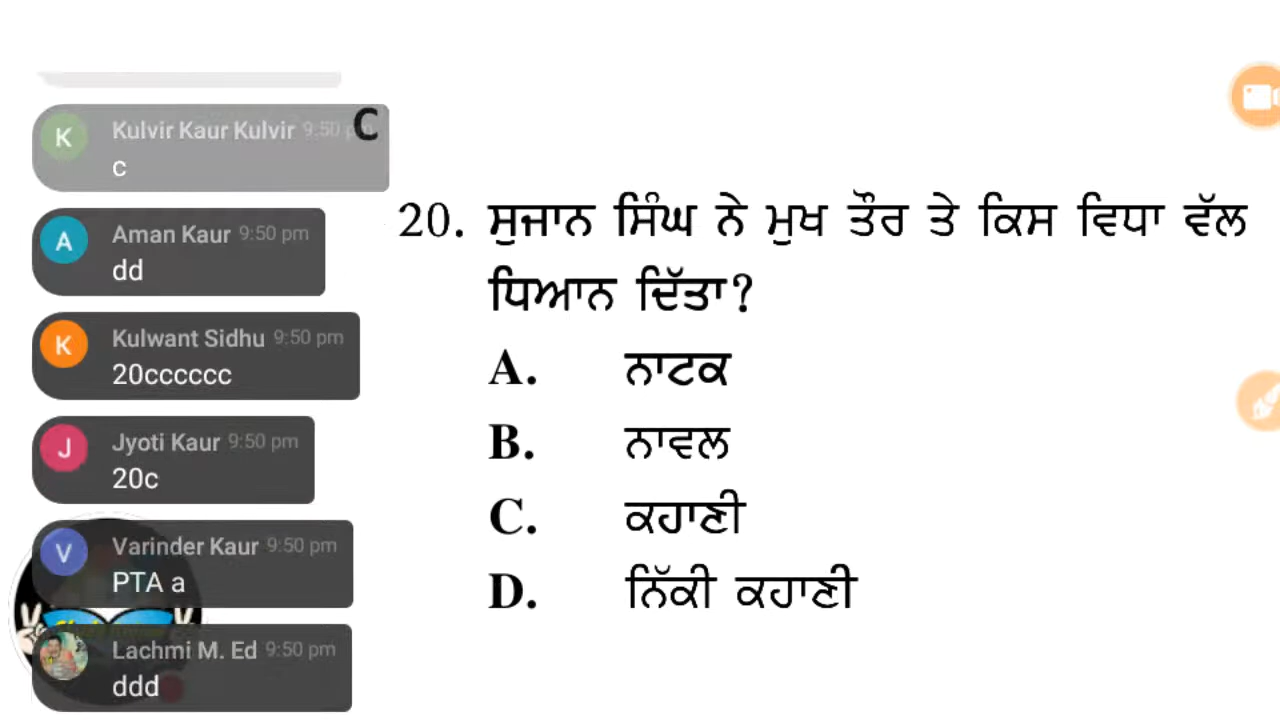 C
K Kulvir Kaur Kulvir 9:50 pm
c
A Aman Kaur 9:50 pm
dd
K Kulwant Sidhu 9:50 pm
20cccccc
J Jyoti Kaur 9:50 pm
20c
V Varinder Kaur 9:50 pm
PTA a
Lachmi M. Ed 9:50 pm
ddd
20. ਸੁਜਾਨ ਸਿੰਘ ਨੇ ਮੁਖ ਤੌਰ ਤੇ ਕਿਸ ਵਿਧਾ ਵੱਲ
ਧਿਆਨ ਦਿੱਤਾ?
A. ਨਾਟਕ
B. ਨਾਵਲ
C. ਕਹਾਣੀ
D. ਨਿੱਕੀ ਕਹਾਣੀ